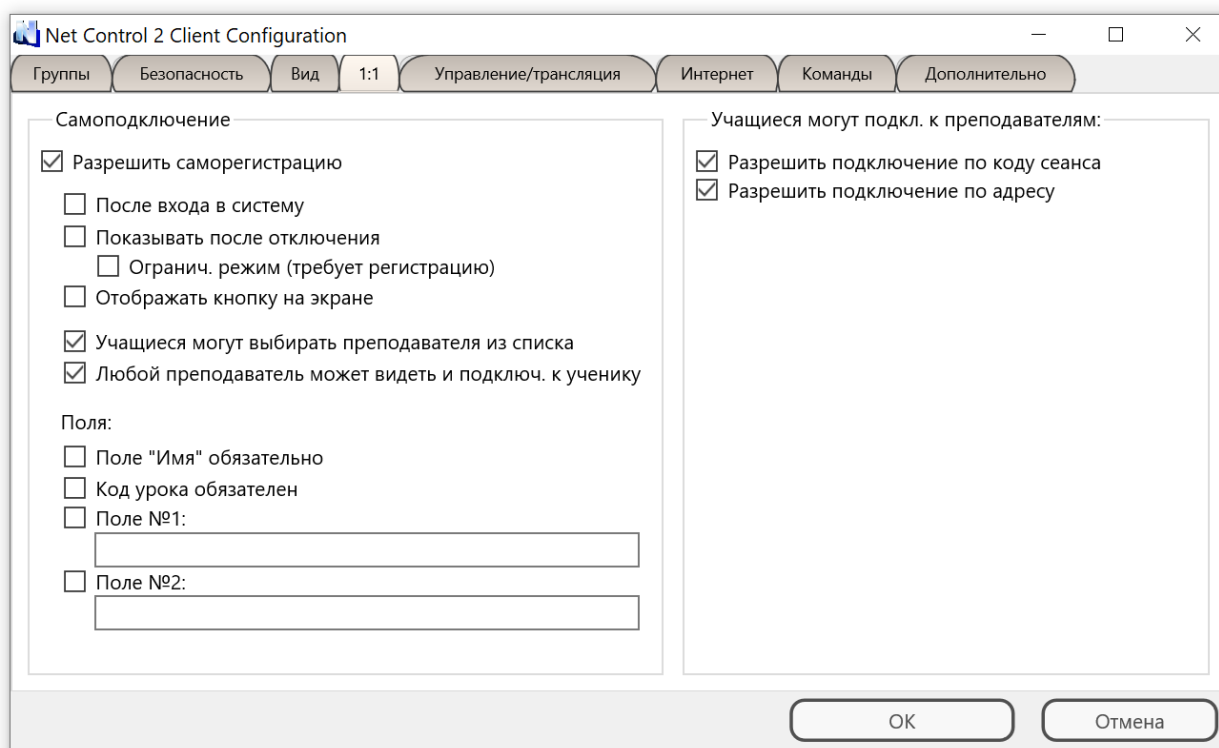 Net Control 2 Client Configuration
Группы Безопасность Вид 1:1 Управление/трансляция Интернет Команды Дополнительно
Самоподключение
Разрешить саморегистрацию
После входа в систему
Показывать после отключения
Огранич. режим (требует регистрацию)
Отображать кнопку на экране
Учащиеся могут выбирать преподавателя из списка
Любой преподаватель может видеть и подключ. к ученику
Поля:
Поле "Имя" обязательно
Код урока обязателен
Поле №1:
Поле №2:
Учащиеся могут подкл. к преподавателям:
Разрешить подключение по коду сеанса
Разрешить подключение по адресу
ОК Отмена